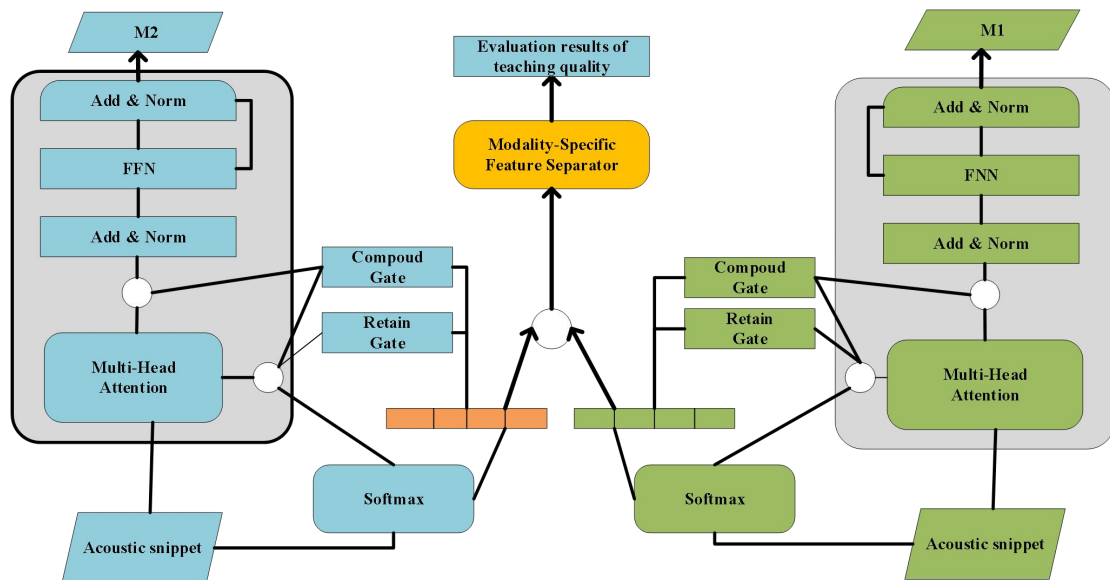 M2
Add & Norm
FFN
Add & Norm
Multi-Head
Attention
Acoustic snippet
Compoud
Gate
Retain
Gate
Softmax
Evaluation results of
teaching quality
Modality-Specific
Feature Separator
M1
Add & Norm
FNN
Add & Norm
Multi-Head
Attention
Compoud
Gate
Retain
Gate
Softmax
Acoustic snippet